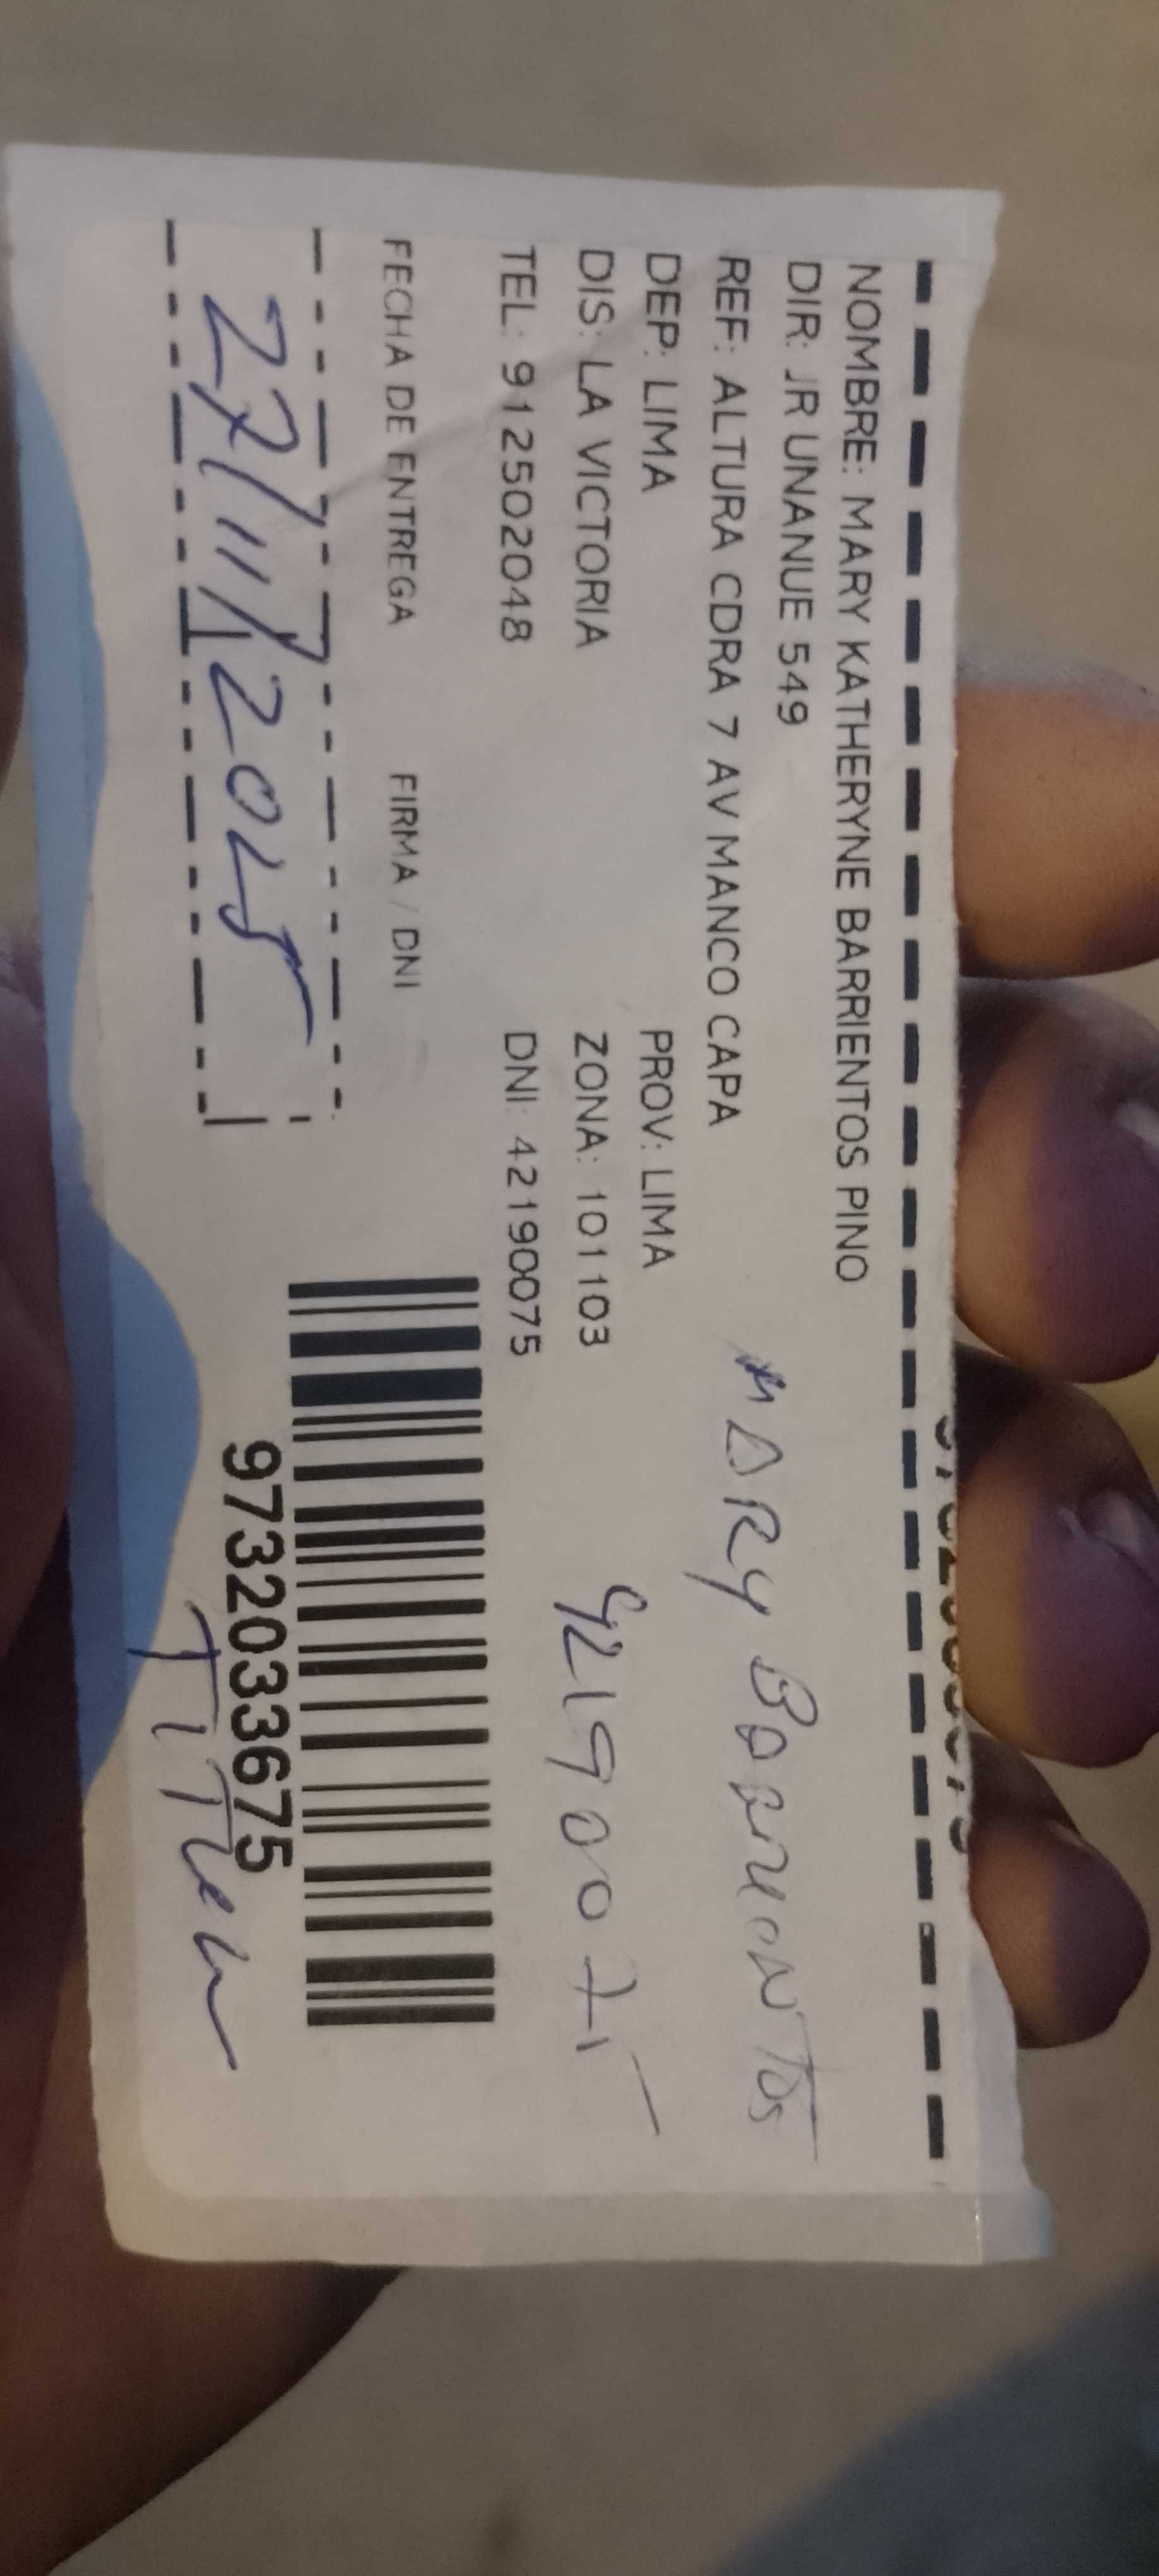 NOMBRE: MARY KATHERYNE BARRIENTOS PINO
DIR: JR UNANUE 549
REF: ALTURA CDRA 7 AV MANCO CAPA
DEP: LIMA PROV: LIMA
DIS: LA VICTORIA ZONA: 101103
TEL: 912502048 DNI: 42190075
MARY Barrientos
42190075
FECHA DE ENTREGA FIRMA / DNI
27/11/2025
9732033675